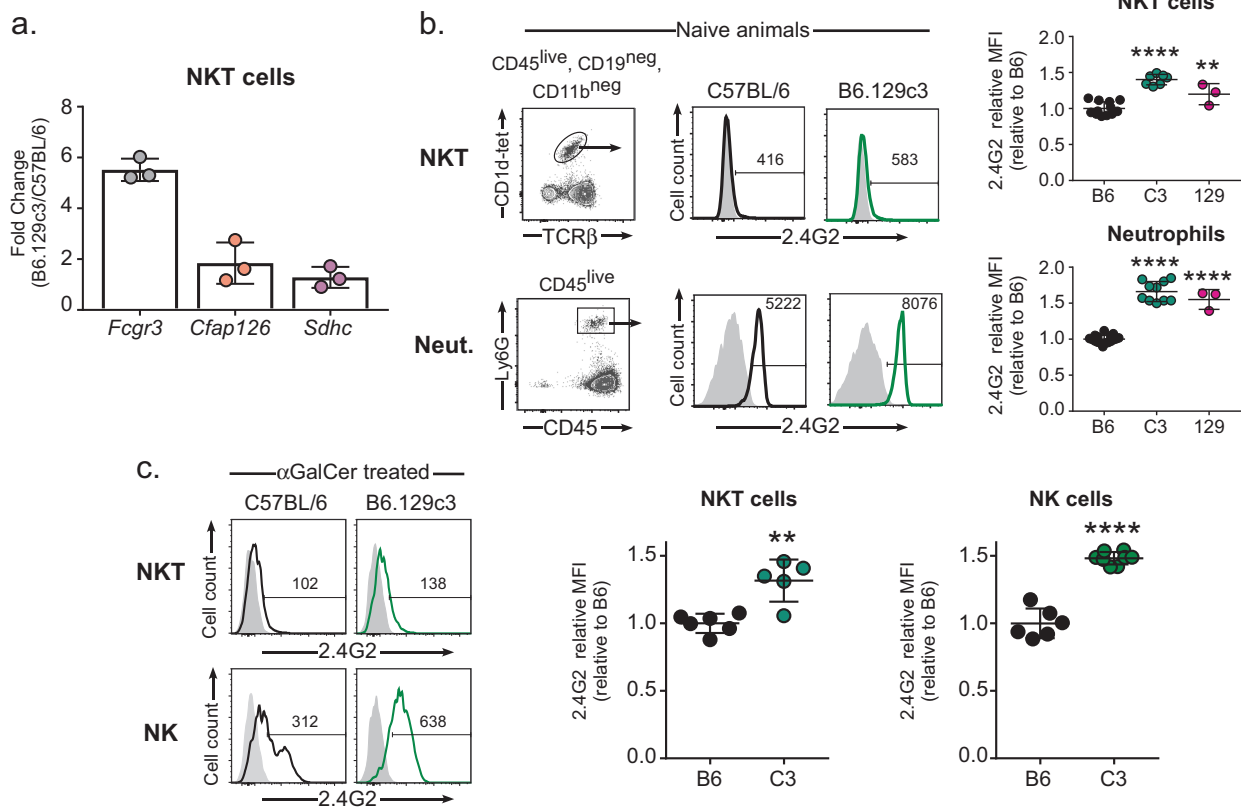 a.
NKT cells
Fold Change
(B6.129c3/C57BL/6)
8
6
4
2
0
Fcgr3
Cfap126
Sdhc
b.
Naive animals
CD45live, CD19neg,
CD11bneg
C57BL/6
B6.129c3
NKT
CD1d-tet
TCRβ
Cell count
416
583
2.4G2
CD45live
Neut.
Ly6G
CD45
Cell count
5222
8076
2.4G2
NKT cells
2.4G2 relative MFI
(relative to B6)
2.0
1.5
1.0
0.5
0.0
****
**
B6
C3
129
Neutrophils
2.4G2 relative MFI
(relative to B6)
2.0
1.5
1.0
0.5
0.0
****
****
B6
C3
129
c.
αGalCer treated
C57BL/6
B6.129c3
NKT
Cell count
102
138
2.4G2
NK
Cell count
312
638
2.4G2
NKT cells
2.4G2 relative MFI
(relative to B6)
1.5
1.0
0.5
0.0
**
B6
C3
NK cells
2.4G2 relative MFI
(relative to B6)
1.5
1.0
0.5
0.0
****
B6
C3